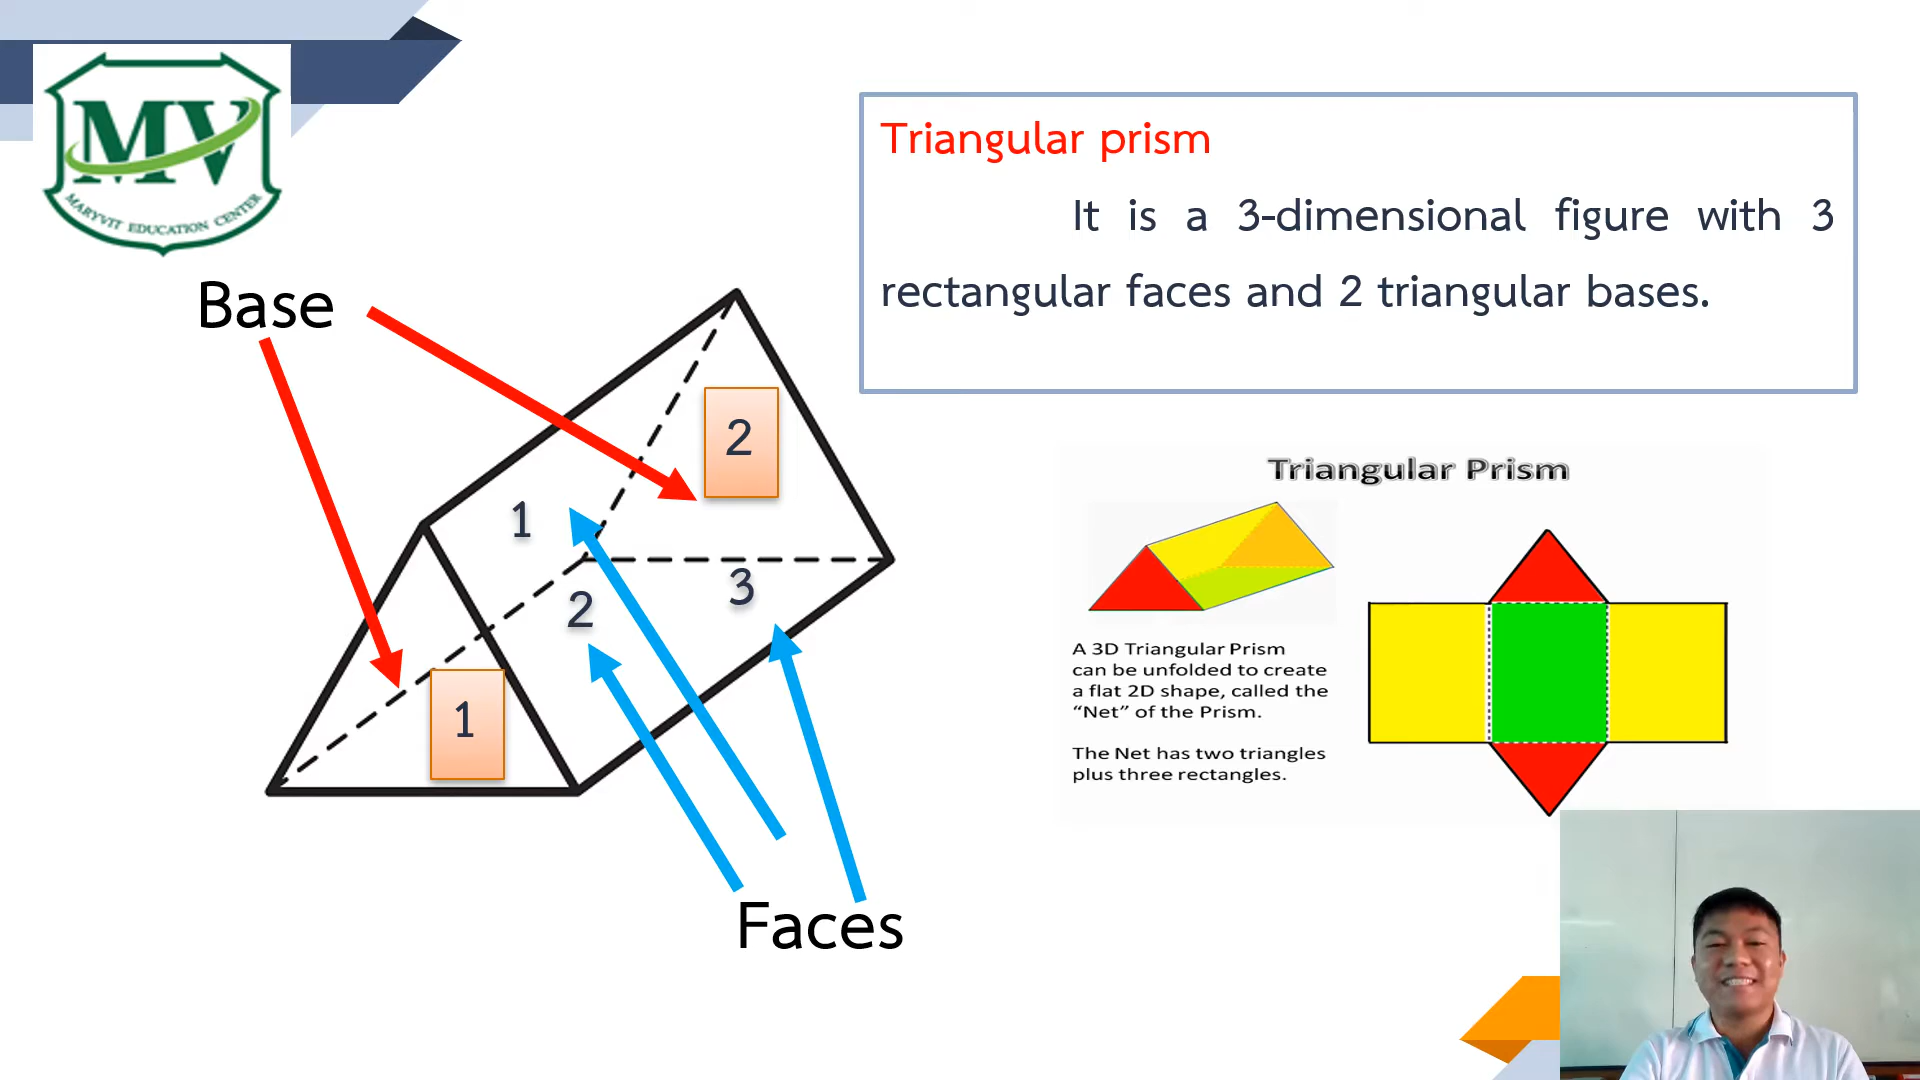 MV
MARYVIT EDUCATION CENTER
Triangular prism
It is a 3-dimensional figure with 3
rectangular faces and 2 triangular bases.
Base
2
1
3
2
1
Faces
Triangular Prism
A 3D Triangular Prism
can be unfolded to create
a flat 2D shape, called the
“Net” of the Prism.
The Net has two triangles
plus three rectangles.